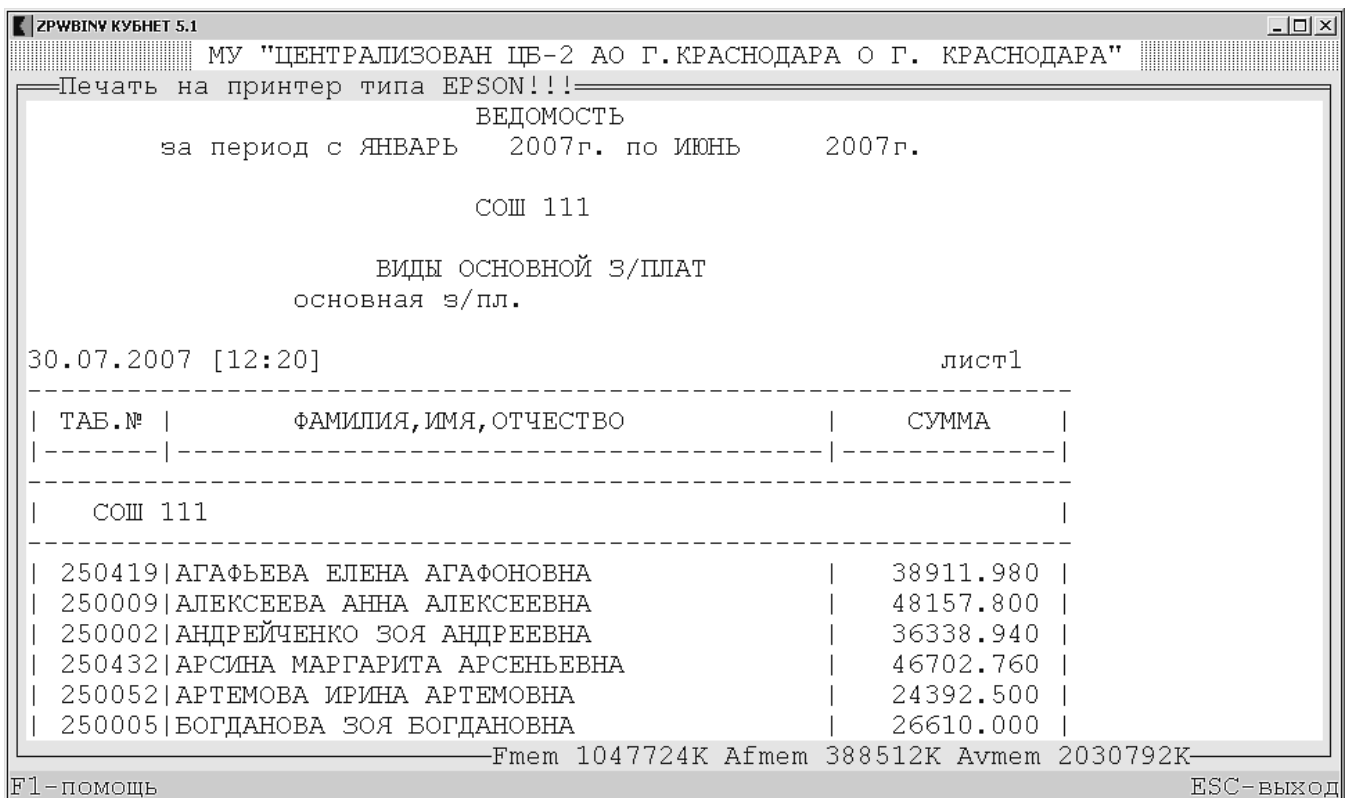 ZPWBINV КУБНЕТ 5.1
МУ "ЦЕНТРАЛИЗОВАН ЦБ-2 АО Г.КРАСНОДАРА О Г. КРАСНОДАРА"
Печать на принтер типа EPSON!!!
ВЕДОМОСТЬ
за период с ЯНВАРЬ 2007г. по ИЮНЬ 2007г.
СОШ 111
ВИДЫ ОСНОВНОЙ З/ПЛАТ
основная з/пл.
30.07.2007 [12:20] лист1
| ТАБ.№ | ФАМИЛИЯ,ИМЯ,ОТЧЕСТВО | СУММА |
| СОШ 111 |
| 250419|АГАФЬЕВА ЕЛЕНА АГАФОНОВНА | 38911.980 |
| 250009|АЛЕКСЕЕВА АННА АЛЕКСЕЕВНА | 48157.800 |
| 250002|АНДРЕЙЧЕНКО ЗОЯ АНДРЕЕВНА | 36338.940 |
| 250432|АРСИНА МАРГАРИТА АРСЕНЬЕВНА | 46702.760 |
| 250052|АРТЕМОВА ИРИНА АРТЕМОВНА | 24392.500 |
| 250005|БОГДАНОВА ЗОЯ БОГДАНОВНА | 26610.000 |
Fmem 1047724K Afmem 388512K Avmem 2030792K
F1-помощь ESC-выход